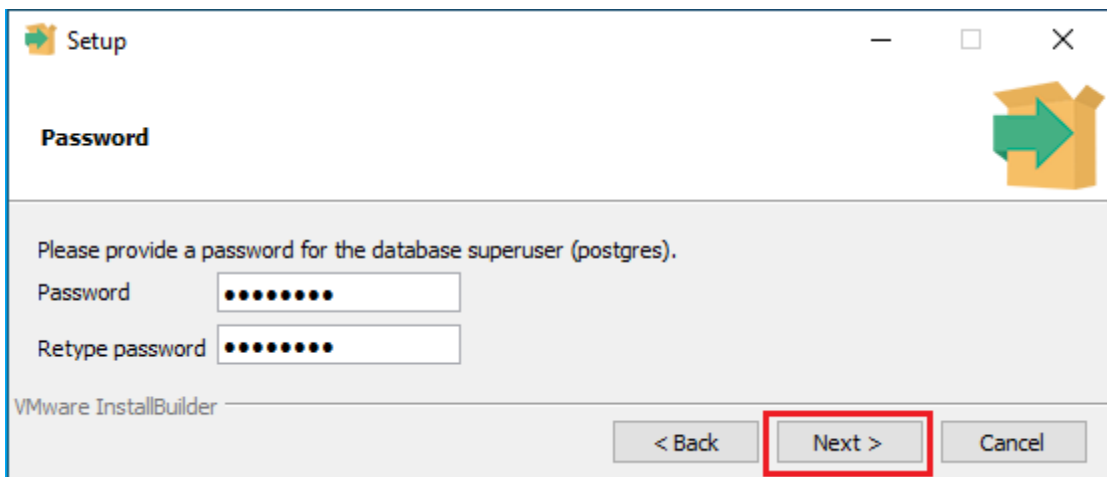 Setup
Password
Please provide a password for the database superuser (postgres).
Password ••••••••
Retype password ••••••••
VMware InstallBuilder
< Back Next > Cancel